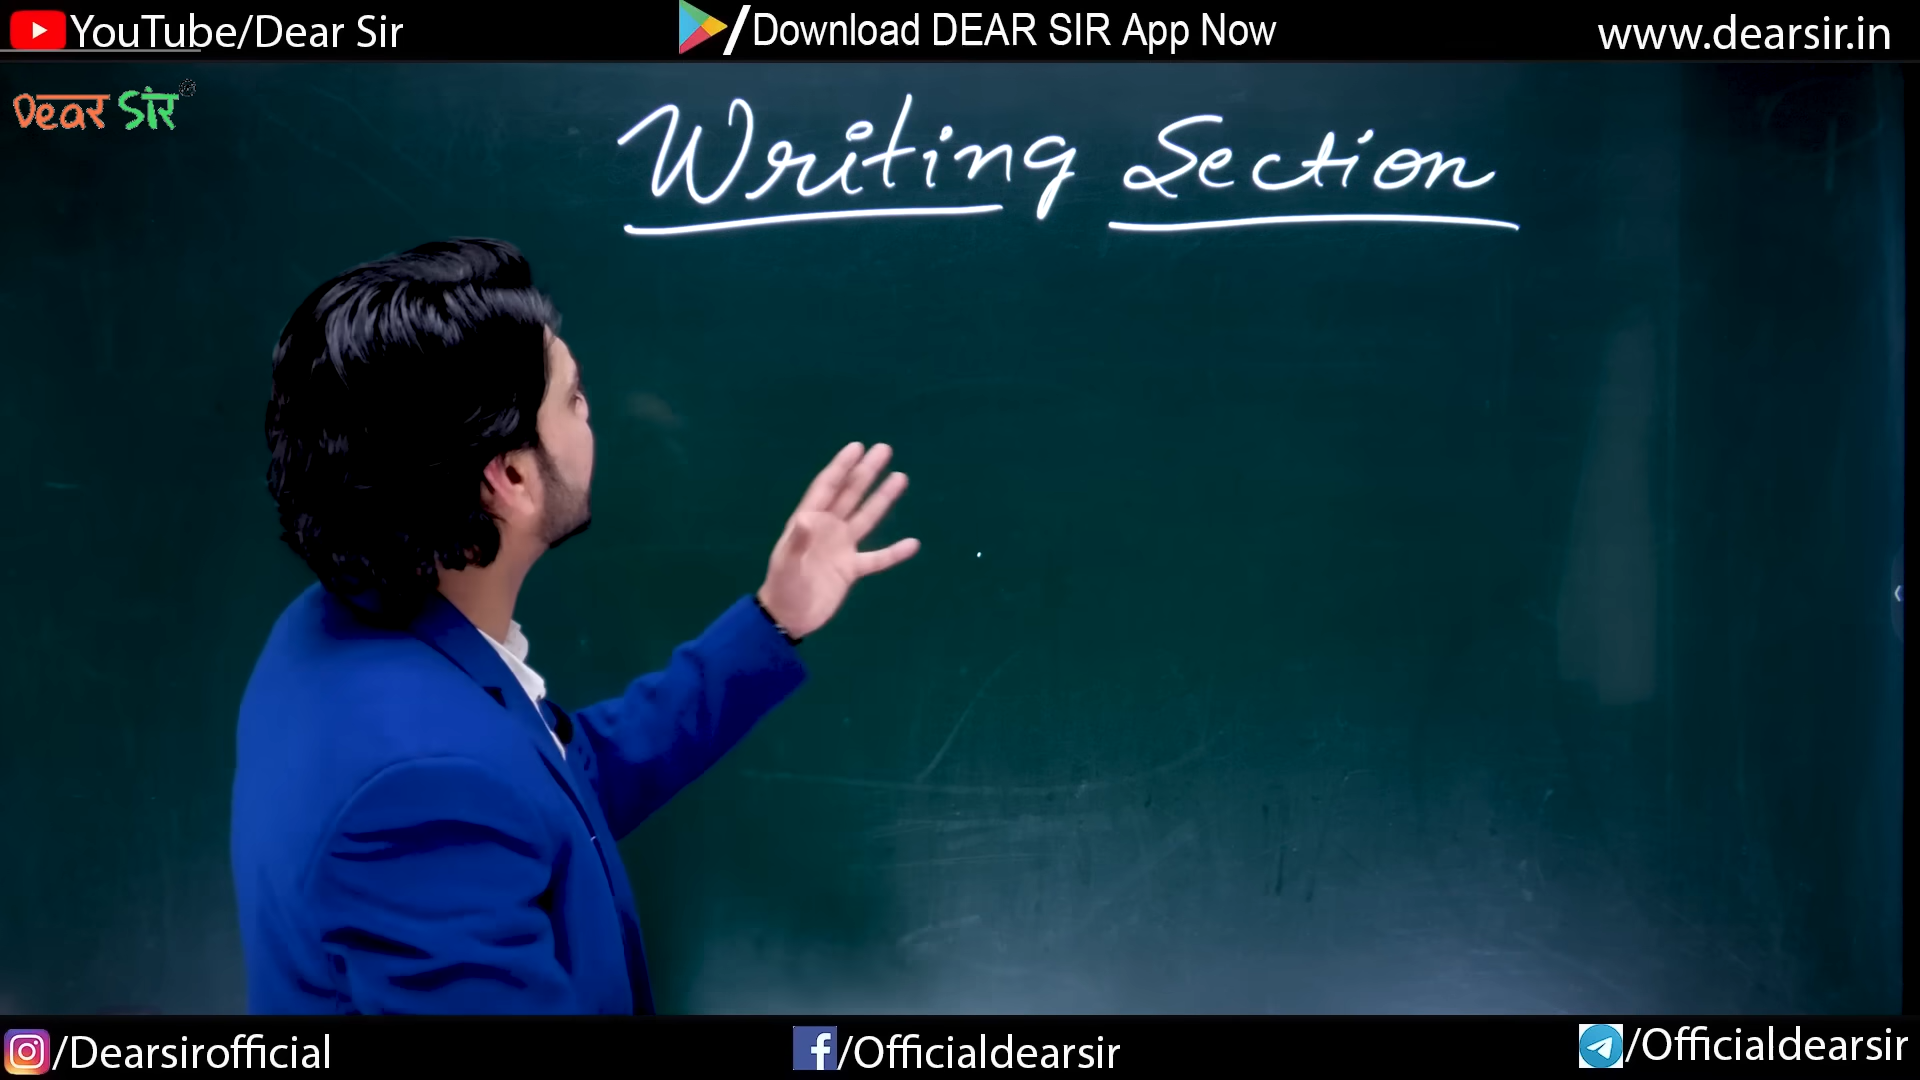 YouTube/Dear Sir
/Download DEAR SIR App Now
www.dearsir.in
Dear Sir
Writing Section
/Dearsirofficial
/Officialdearsir
/Officialdearsir